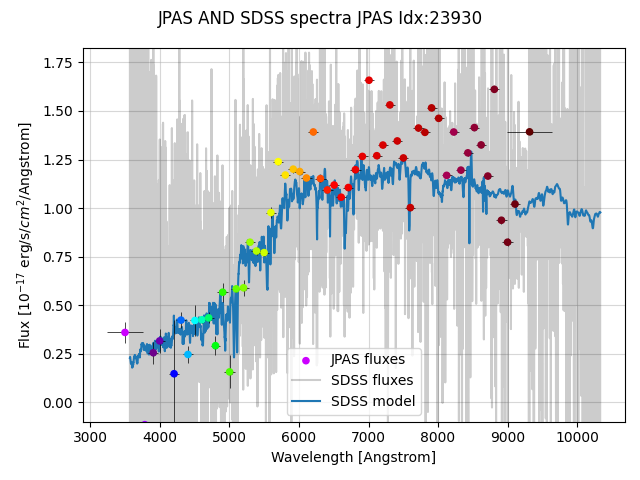 JPAS AND SDSS spectra JPAS Idx:23930
1.75
1.50
1.25
1.00
0.75
0.50
0.25
0.00
Flux [10⁻¹⁷ erg/s/cm²/Angstrom]
JPAS fluxes
SDSS fluxes
SDSS model
3000 4000 5000 6000 7000 8000 9000 10000
Wavelength [Angstrom]